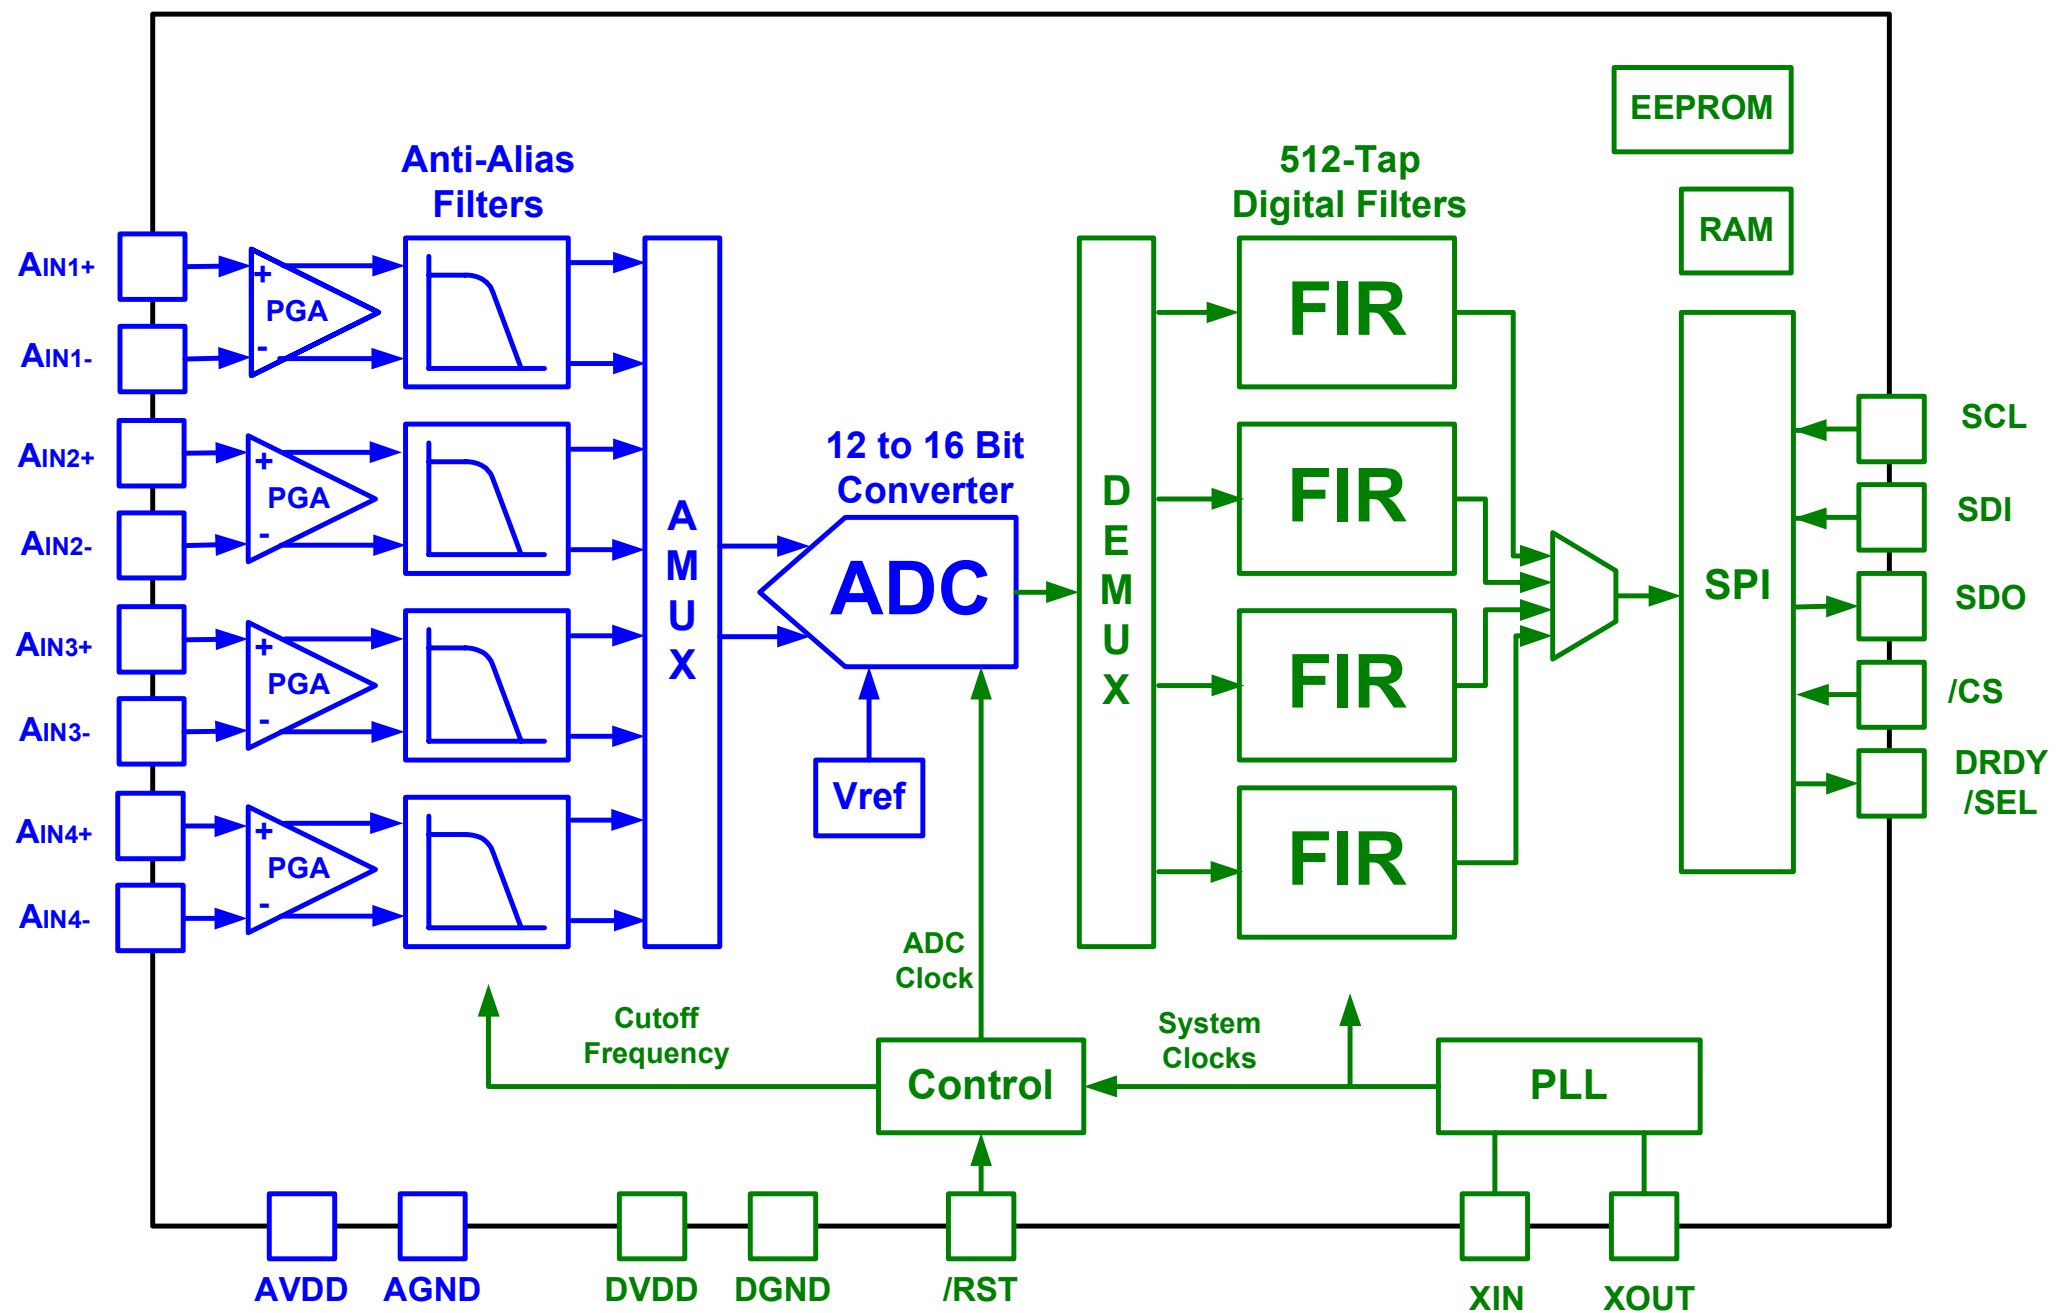 EEPROM
Anti-Alias
Filters
512-Tap
Digital Filters
RAM
AIN1+
+
PGA
-
AIN1-
FIR
AIN2+
+
PGA
-
AIN2-
FIR
12 to 16 Bit
Converter
ADC
A
M
U
X
D
E
M
U
X
SPI
SCL
SDI
SDO
/CS
DRDY
/SEL
AIN3+
+
PGA
-
AIN3-
FIR
Vref
AIN4+
+
PGA
-
AIN4-
FIR
ADC
Clock
Cutoff
Frequency
System
Clocks
Control
PLL
AVDD
AGND
DVDD
DGND
/RST
XIN
XOUT